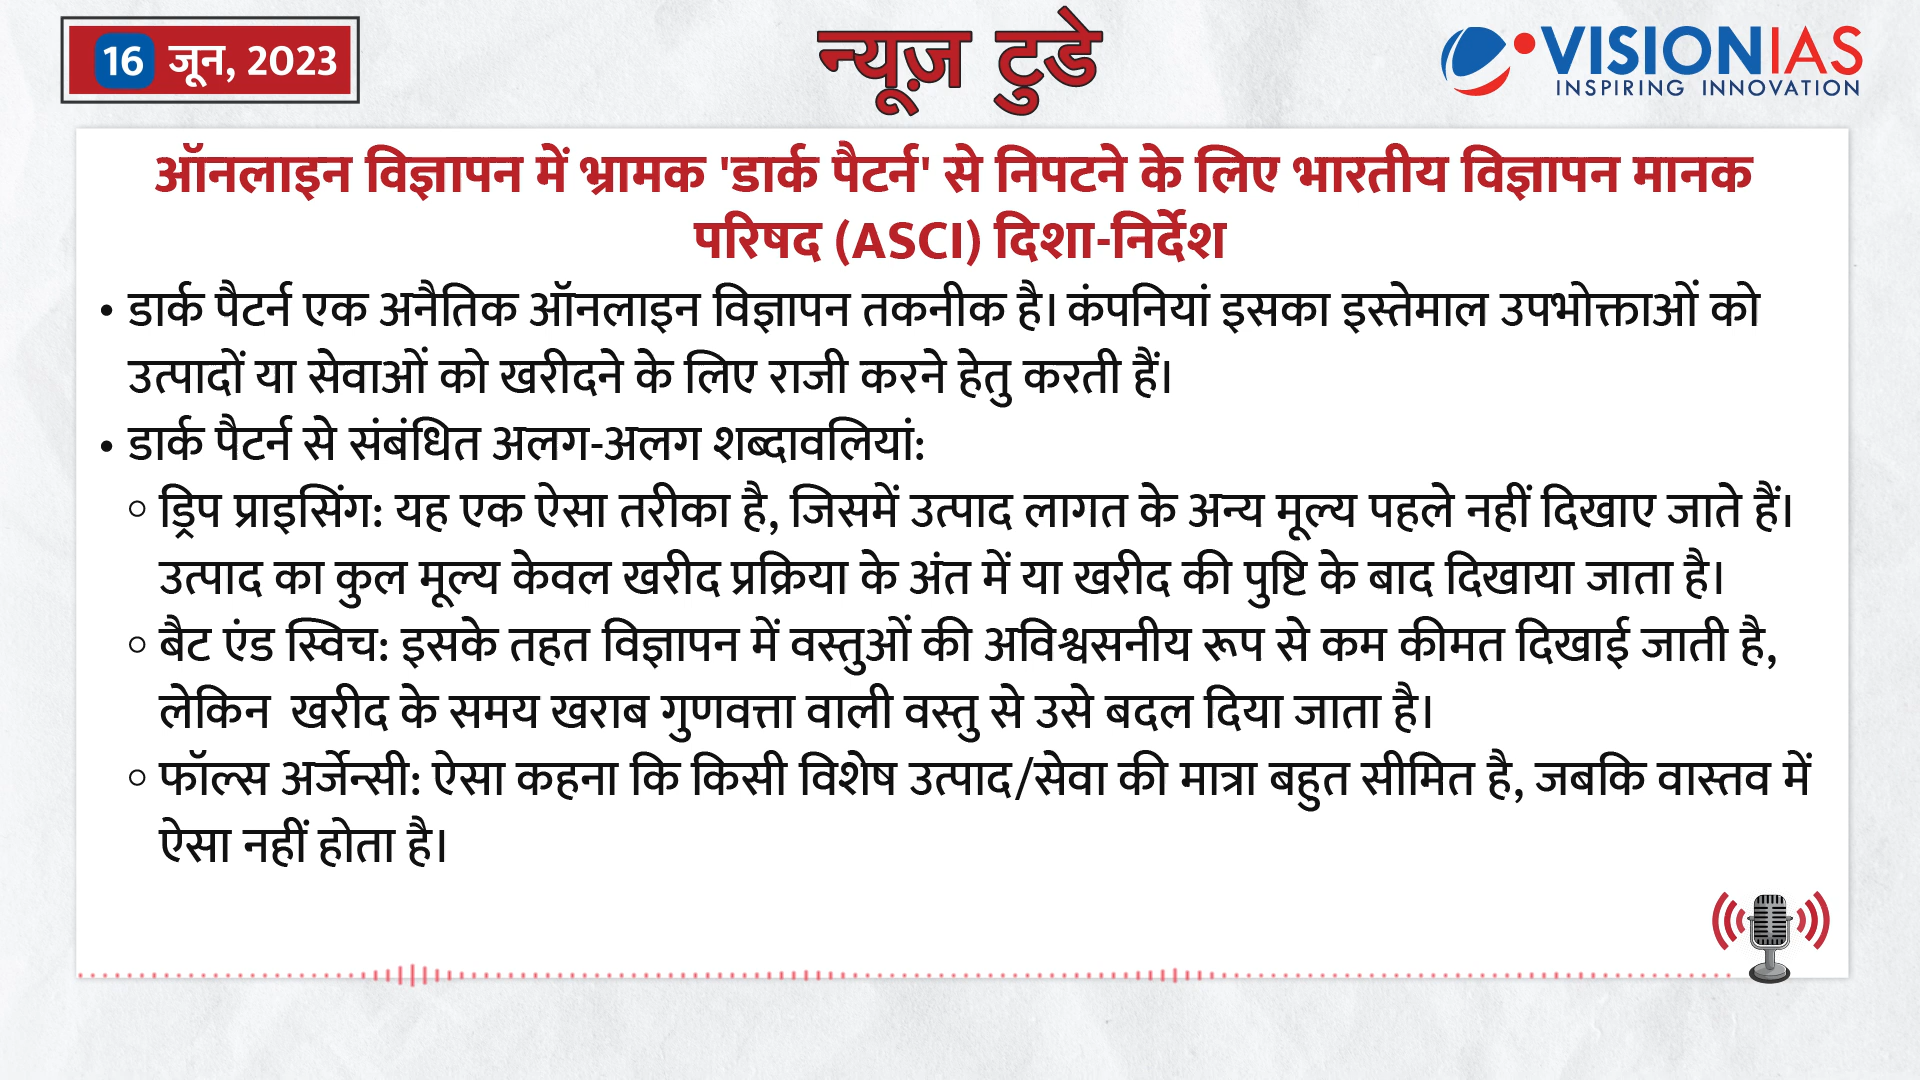 16 जून, 2023
न्यूज़ टुडे
VISIONIAS
INSPIRING INNOVATION
ऑनलाइन विज्ञापन में भ्रामक 'डार्क पैटर्न' से निपटने के लिए भारतीय विज्ञापन मानक
परिषद (ASCI) दिशा-निर्देश
• डार्क पैटर्न एक अनैतिक ऑनलाइन विज्ञापन तकनीक है। कंपनियां इसका इस्तेमाल उपभोक्ताओं को
उत्पादों या सेवाओं को खरीदने के लिए राजी करने हेतु करती हैं।
• डार्क पैटर्न से संबंधित अलग-अलग शब्दावलियां:
○ ड्रिप प्राइसिंग: यह एक ऐसा तरीका है, जिसमें उत्पाद लागत के अन्य मूल्य पहले नहीं दिखाए जाते हैं।
उत्पाद का कुल मूल्य केवल खरीद प्रक्रिया के अंत में या खरीद की पुष्टि के बाद दिखाया जाता है।
○ बैट एंड स्विच: इसके तहत विज्ञापन में वस्तुओं की अविश्वसनीय रूप से कम कीमत दिखाई जाती है,
लेकिन खरीद के समय खराब गुणवत्ता वाली वस्तु से उसे बदल दिया जाता है।
○ फॉल्स अर्जेन्सी: ऐसा कहना कि किसी विशेष उत्पाद/सेवा की मात्रा बहुत सीमित है, जबकि वास्तव में
ऐसा नहीं होता है।